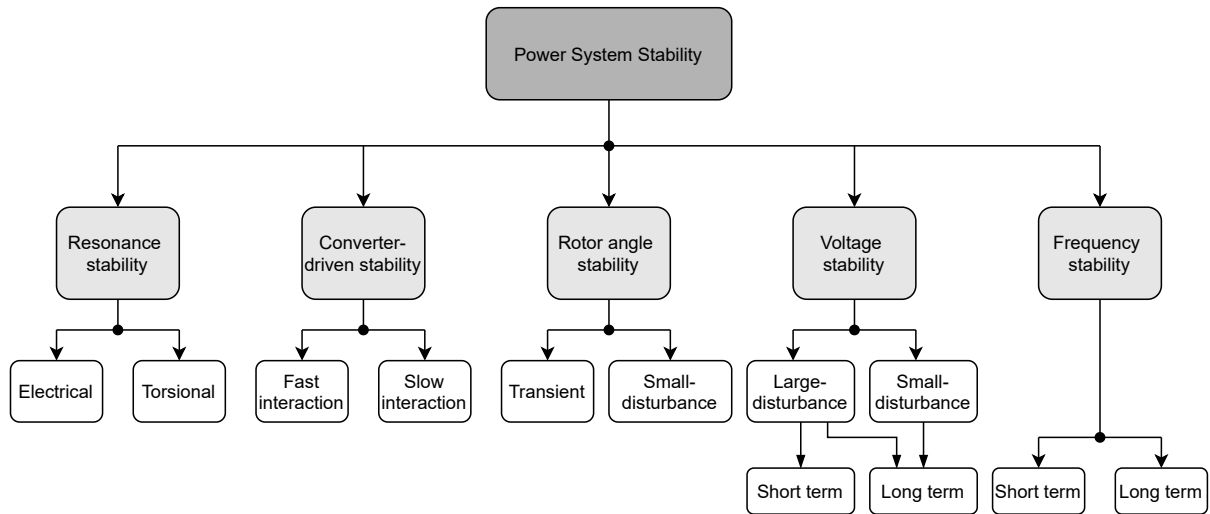 Power System Stability
Resonance
stability
Converter-
driven stability
Rotor angle
stability
Voltage
stability
Frequency
stability
Electrical
Torsional
Fast
interaction
Slow
interaction
Transient
Small-
disturbance
Large-
disturbance
Small-
disturbance
Short term
Long term
Short term
Long term